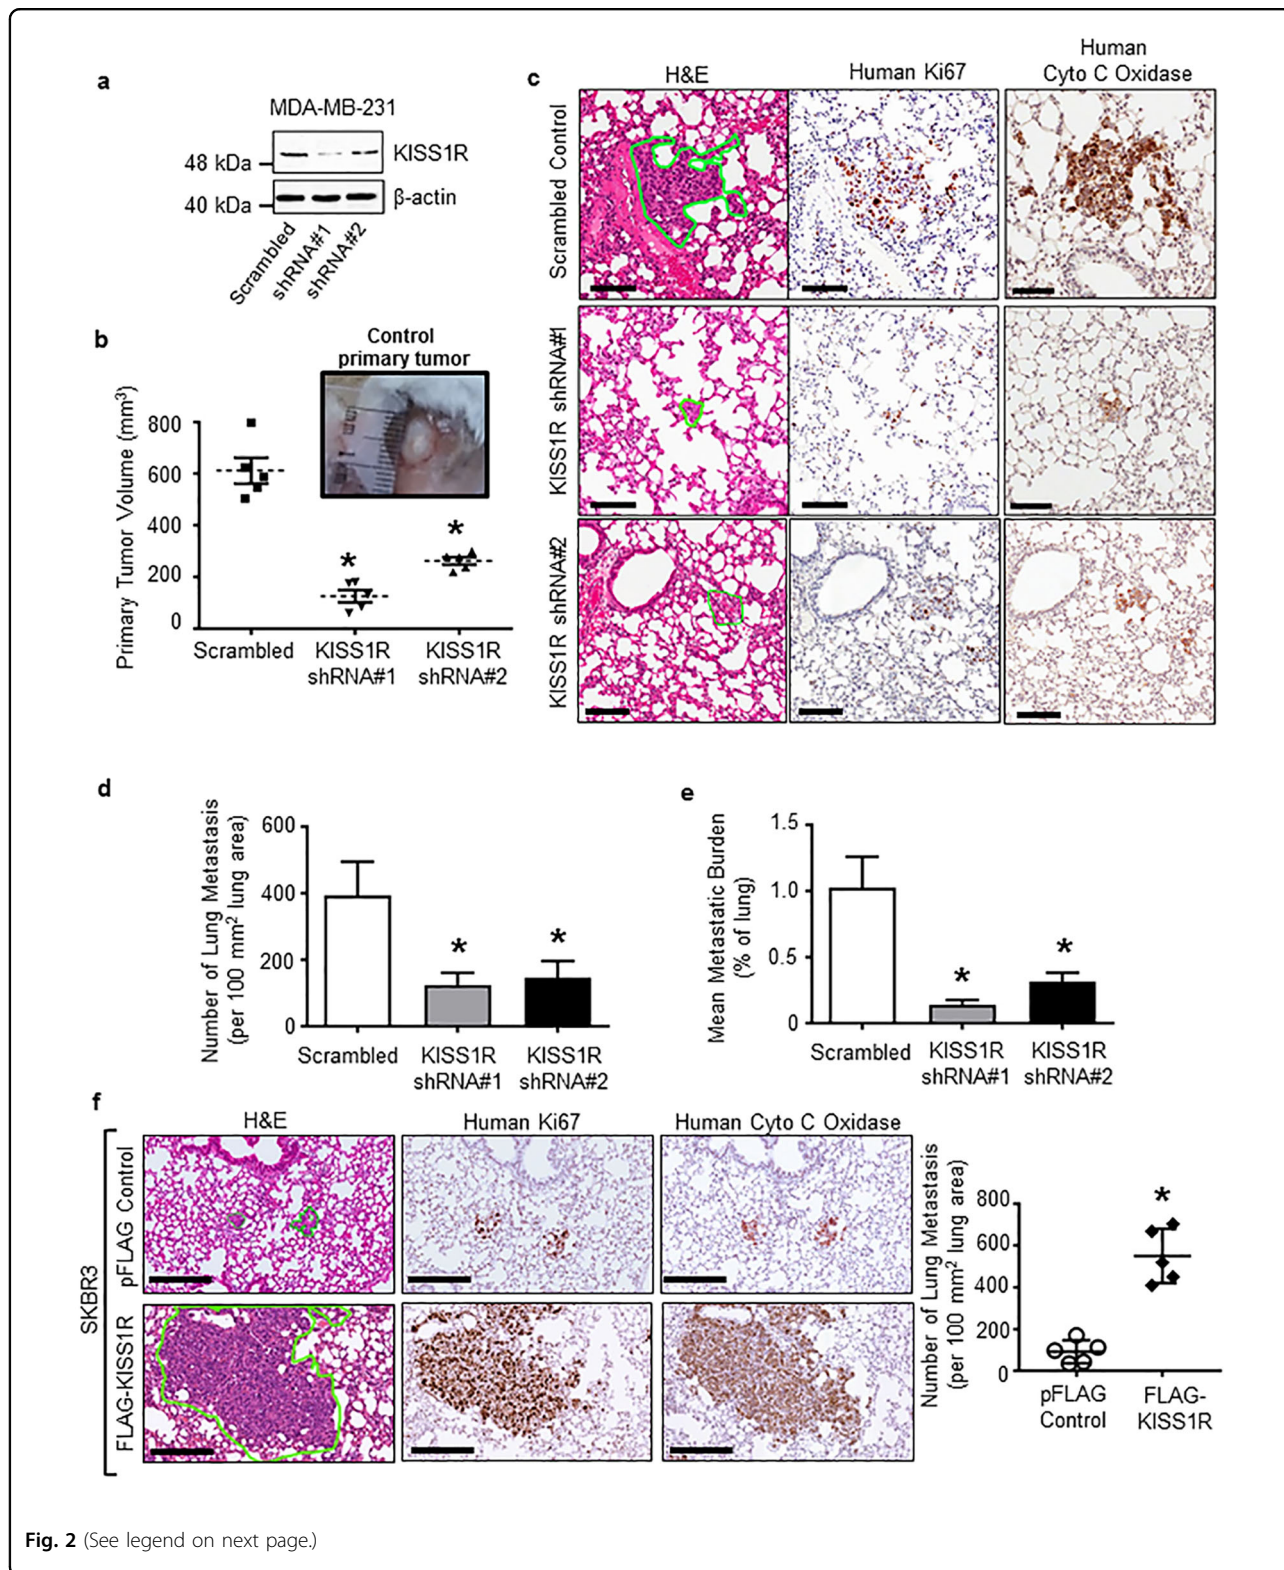 a
MDA-MB-231
48 kDa
KISS1R
40 kDa
β-actin
Scrambled
shRNA#1
shRNA#2
b
Control
primary tumor
Primary Tumor Volume (mm³)
800
600
400
200
0
*
*
Scrambled
KISS1R
shRNA#1
KISS1R
shRNA#2
c
H&E
Human Ki67
Human
Cyto C Oxidase
Scrambled Control
KISS1R shRNA#1
KISS1R shRNA#2
d
Number of Lung Metastasis
(per 100 mm² lung area)
600
400
200
0
*
*
Scrambled
KISS1R
shRNA#1
KISS1R
shRNA#2
e
Mean Metastatic Burden
(% of lung)
1.5
1.0
0.5
0
*
*
Scrambled
KISS1R
shRNA#1
KISS1R
shRNA#2
f
H&E
Human Ki67
Human Cyto C Oxidase
SKBR3
pFLAG Control
FLAG-KISS1R
Number of Lung Metastasis
(per 100 mm² lung area)
800
600
400
200
0
*
pFLAG
Control
FLAG-
KISS1R
Fig. 2 (See legend on next page.)